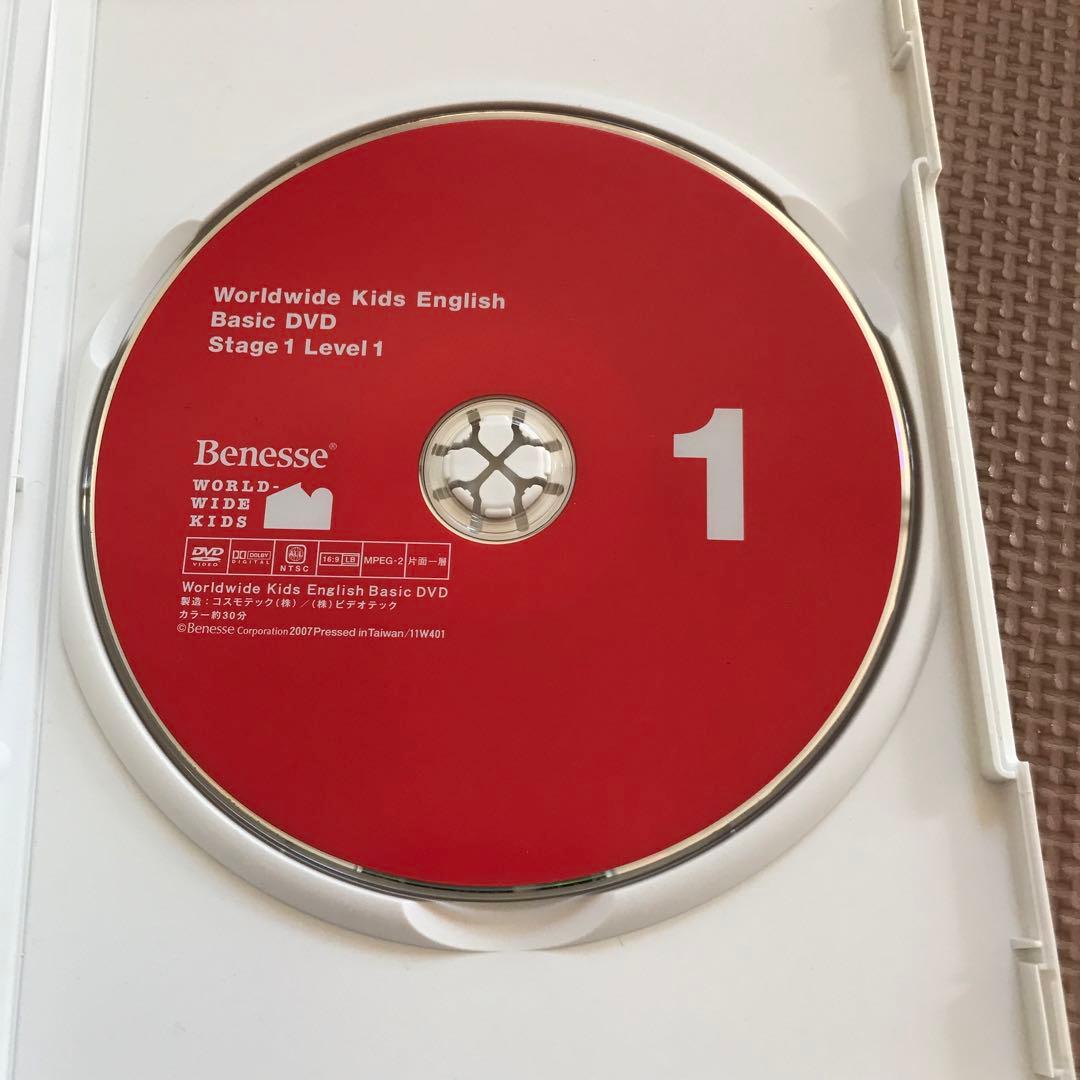 Worldwide Kids English
Basic DVD
Stage 1 Level 1
1
Benesse®
WORLD-
WIDE
KIDS
DVD VIDEO DOLBY DIGITAL ALL NTSC 16:9 LB MPEG-2 片面一層
Worldwide Kids English Basic DVD
製造：コスモテック（株）／（株）ビデオテック
カラー約30分
©Benesse Corporation 2007 Pressed in Taiwan/11W401